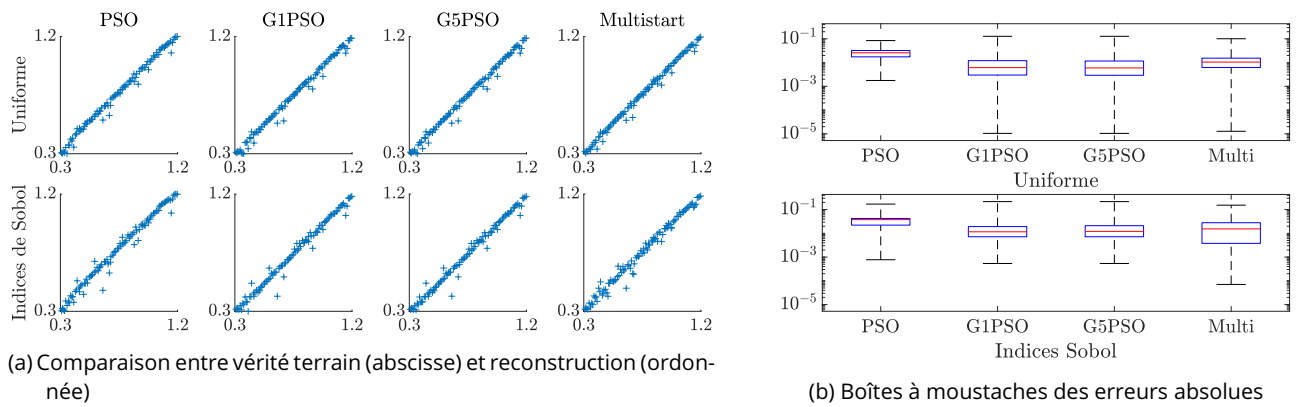 PSO G1PSO G5PSO Multistart
Uniforme
1.2 1.2 1.2 1.2
0.3 0.3 0.3 0.3
0.3 1.2 0.3 1.2 0.3 1.2 0.3 1.2
Indices de Sobol
1.2 1.2 1.2 1.2
0.3 0.3 0.3 0.3
0.3 1.2 0.3 1.2 0.3 1.2 0.3 1.2
(a) Comparaison entre vérité terrain (abscisse) et reconstruction (ordon-
née)
10⁻¹
10⁻³
10⁻⁵
PSO G1PSO G5PSO Multi
Uniforme
10⁻¹
10⁻³
10⁻⁵
PSO G1PSO G5PSO Multi
Indices Sobol
(b) Boîtes à moustaches des erreurs absolues